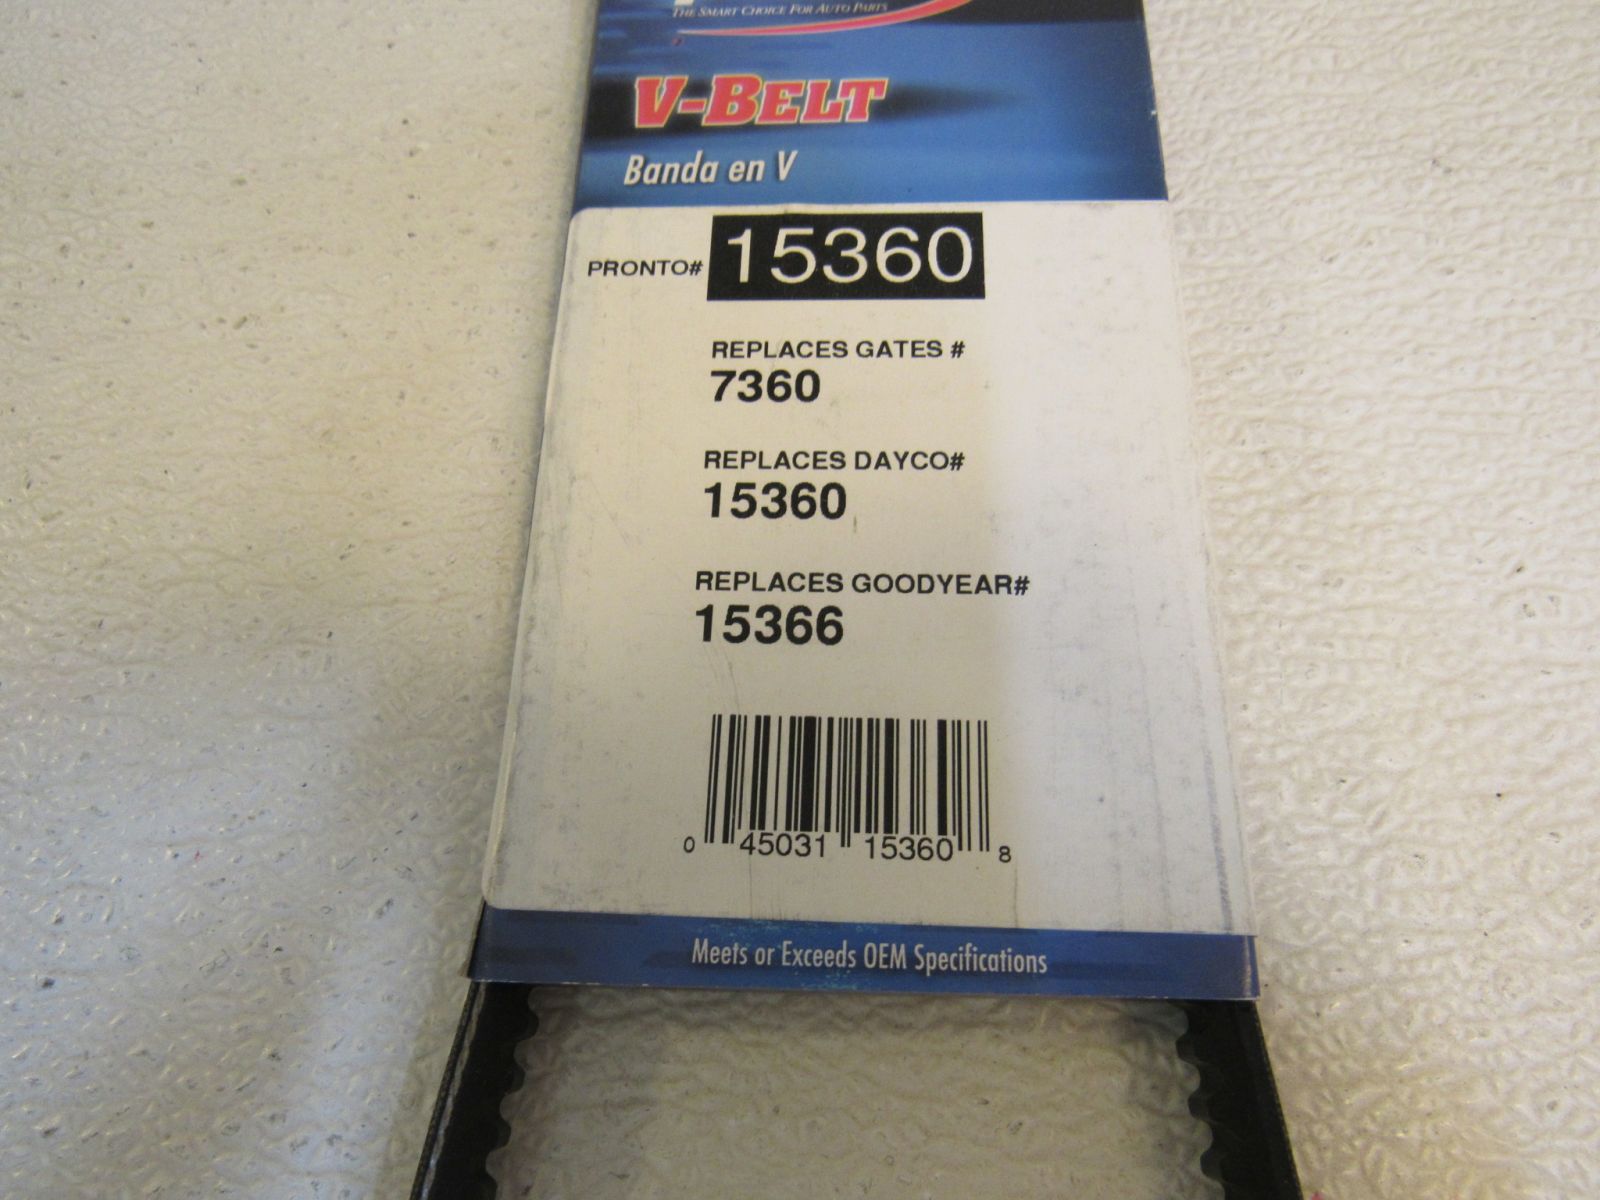 THE SMART CHOICE FOR AUTO PARTS
V-BELT
Banda en V
PRONTO# 15360
REPLACES GATES #
7360
REPLACES DAYCO#
15360
REPLACES GOODYEAR#
15366
0 45031 15360 8
Meets or Exceeds OEM Specifications